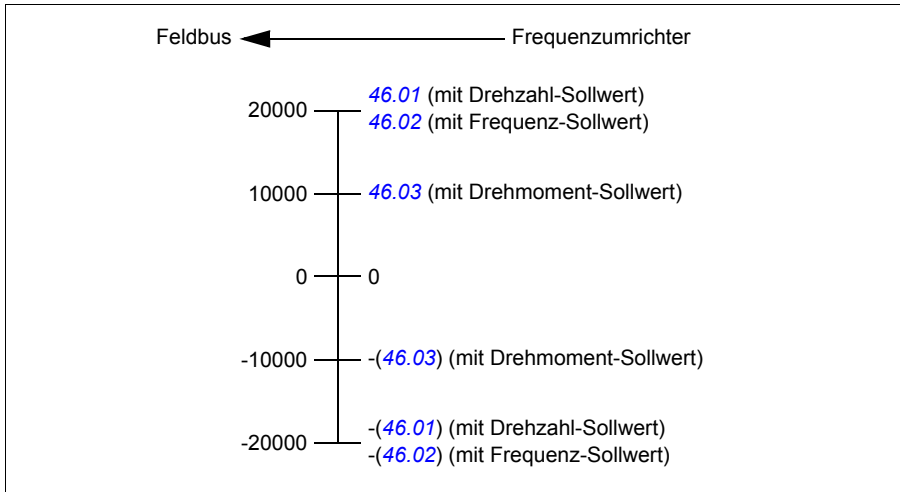 Feldbus Frequenzumrichter
46.01 (mit Drehzahl-Sollwert)
20000
46.02 (mit Frequenz-Sollwert)
10000 46.03 (mit Drehmoment-Sollwert)
0 0
-10000 -(46.03) (mit Drehmoment-Sollwert)
-(46.01) (mit Drehzahl-Sollwert)
-20000
-(46.02) (mit Frequenz-Sollwert)